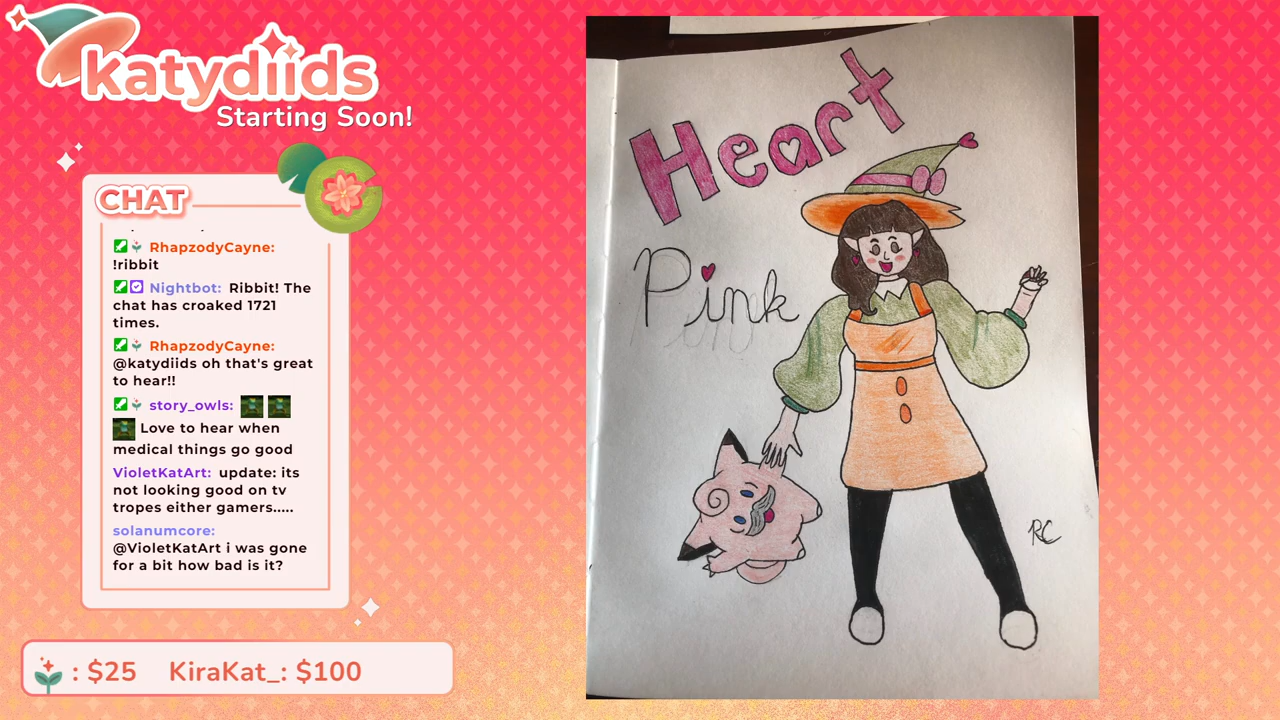 Katydiids
Starting Soon!
CHAT
RhapzodyCayne:
!ribbit
Nightbot: Ribbit! The
chat has croaked 1721
times.
RhapzodyCayne:
@katydiids oh that's great
to hear!!
story_owls:
Love to hear when
medical things go good
VioletKatArt: update: its
not looking good on tv
tropes either gamers.....
solanumcore:
@VioletKatArt i was gone
for a bit how bad is it?
: $25 KiraKat_: $100
Heart
Pink
RC